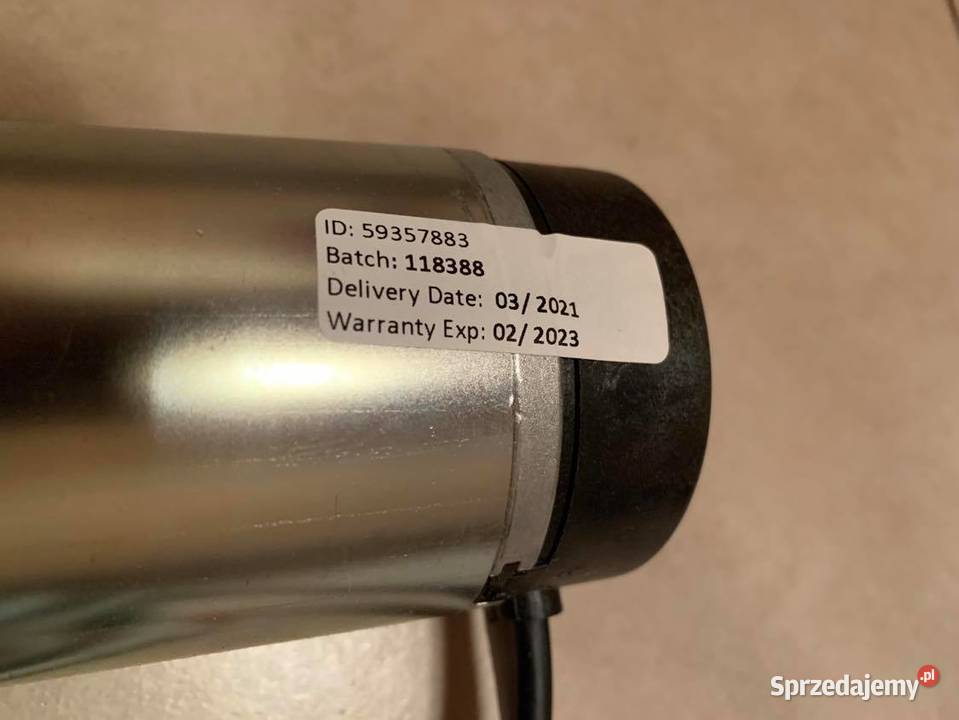 ID: 59357883
Batch: 118388
Delivery Date: 03/ 2021
Warranty Exp: 02/ 2023
Sprzedajemy.pl